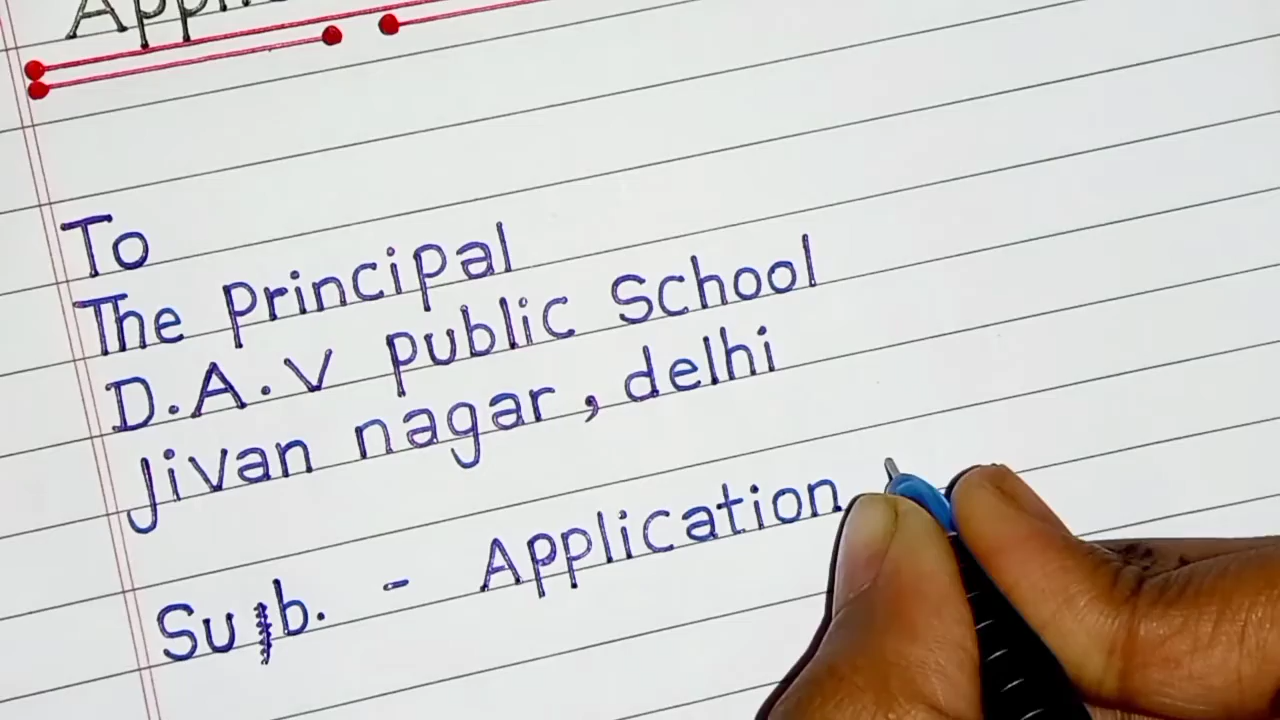 To
The principal
D.A.V public School
Jivan nagar, delhi
Sub. - Application